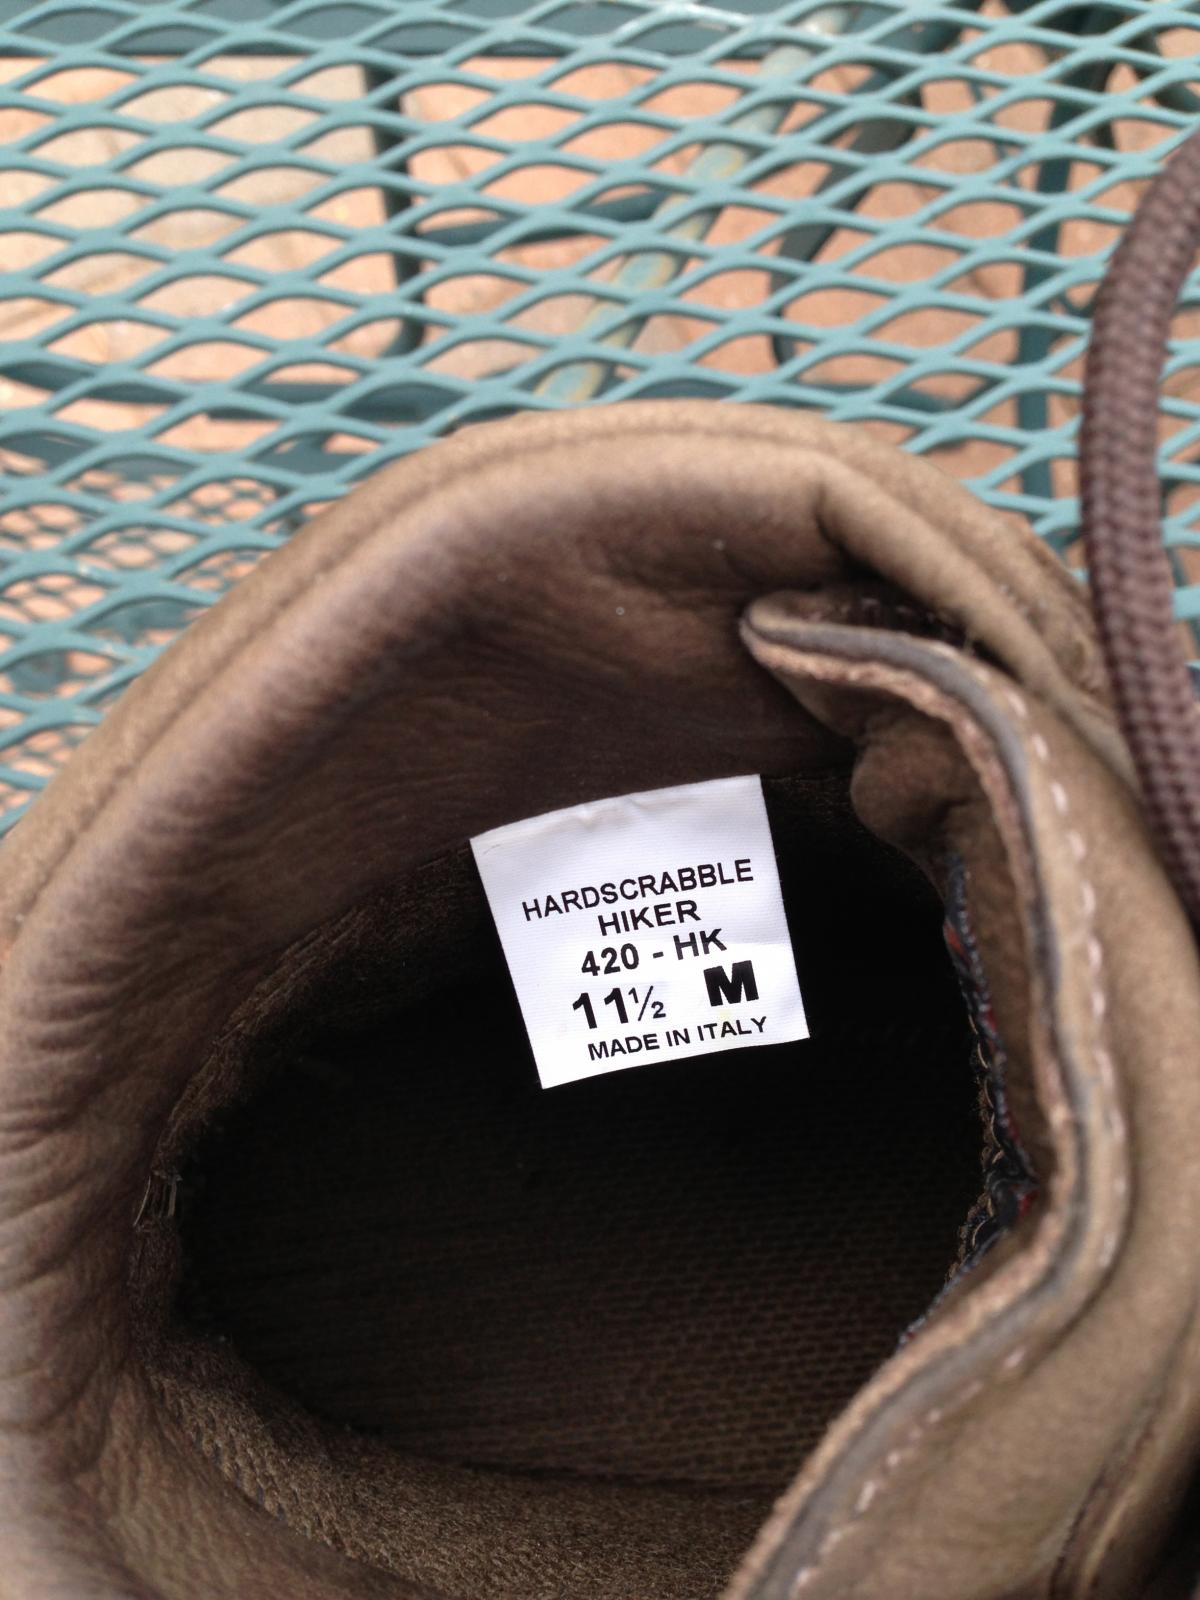 HARDSCRABBLE
HIKER
420 - HK
11½ M
MADE IN ITALY